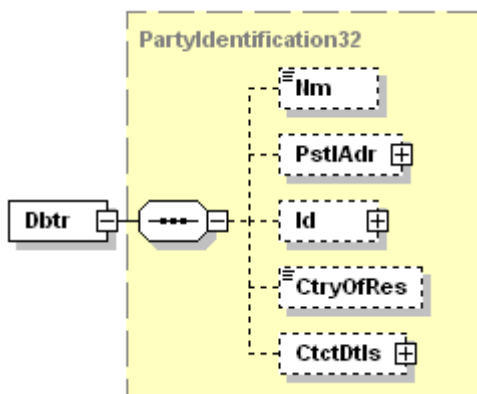 PartyIdentification32
Nm
PstlAdr
Dbtr
Id
CtryOfRes
CtctDtls